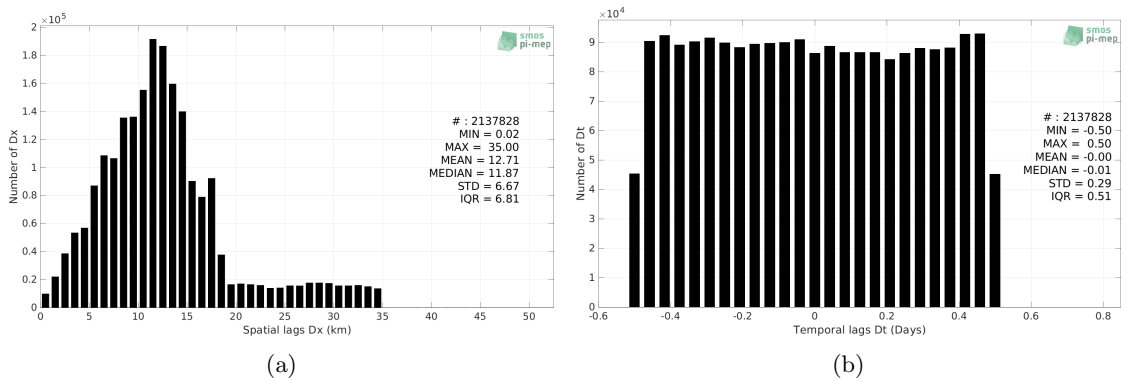 ×10⁵
2
1.8
1.6
1.4
1.2
1
0.8
0.6
0.4
0.2
0
Number of Dx
smos
pi-mep
# : 2137828
MIN = 0.02
MAX = 35.00
MEAN = 12.71
MEDIAN = 11.87
STD = 6.67
IQR = 6.81
0 5 10 15 20 25 30 35 40 45 50
Spatial lags Dx (km)
(a)
×10⁴
9
8
7
6
5
4
3
2
1
0
Number of Dt
smos
pi-mep
# : 2137828
MIN = -0.50
MAX = 0.50
MEAN = -0.00
MEDIAN = -0.01
STD = 0.29
IQR = 0.51
-0.6 -0.4 -0.2 0 0.2 0.4 0.6 0.8
Temporal lags Dt (Days)
(b)